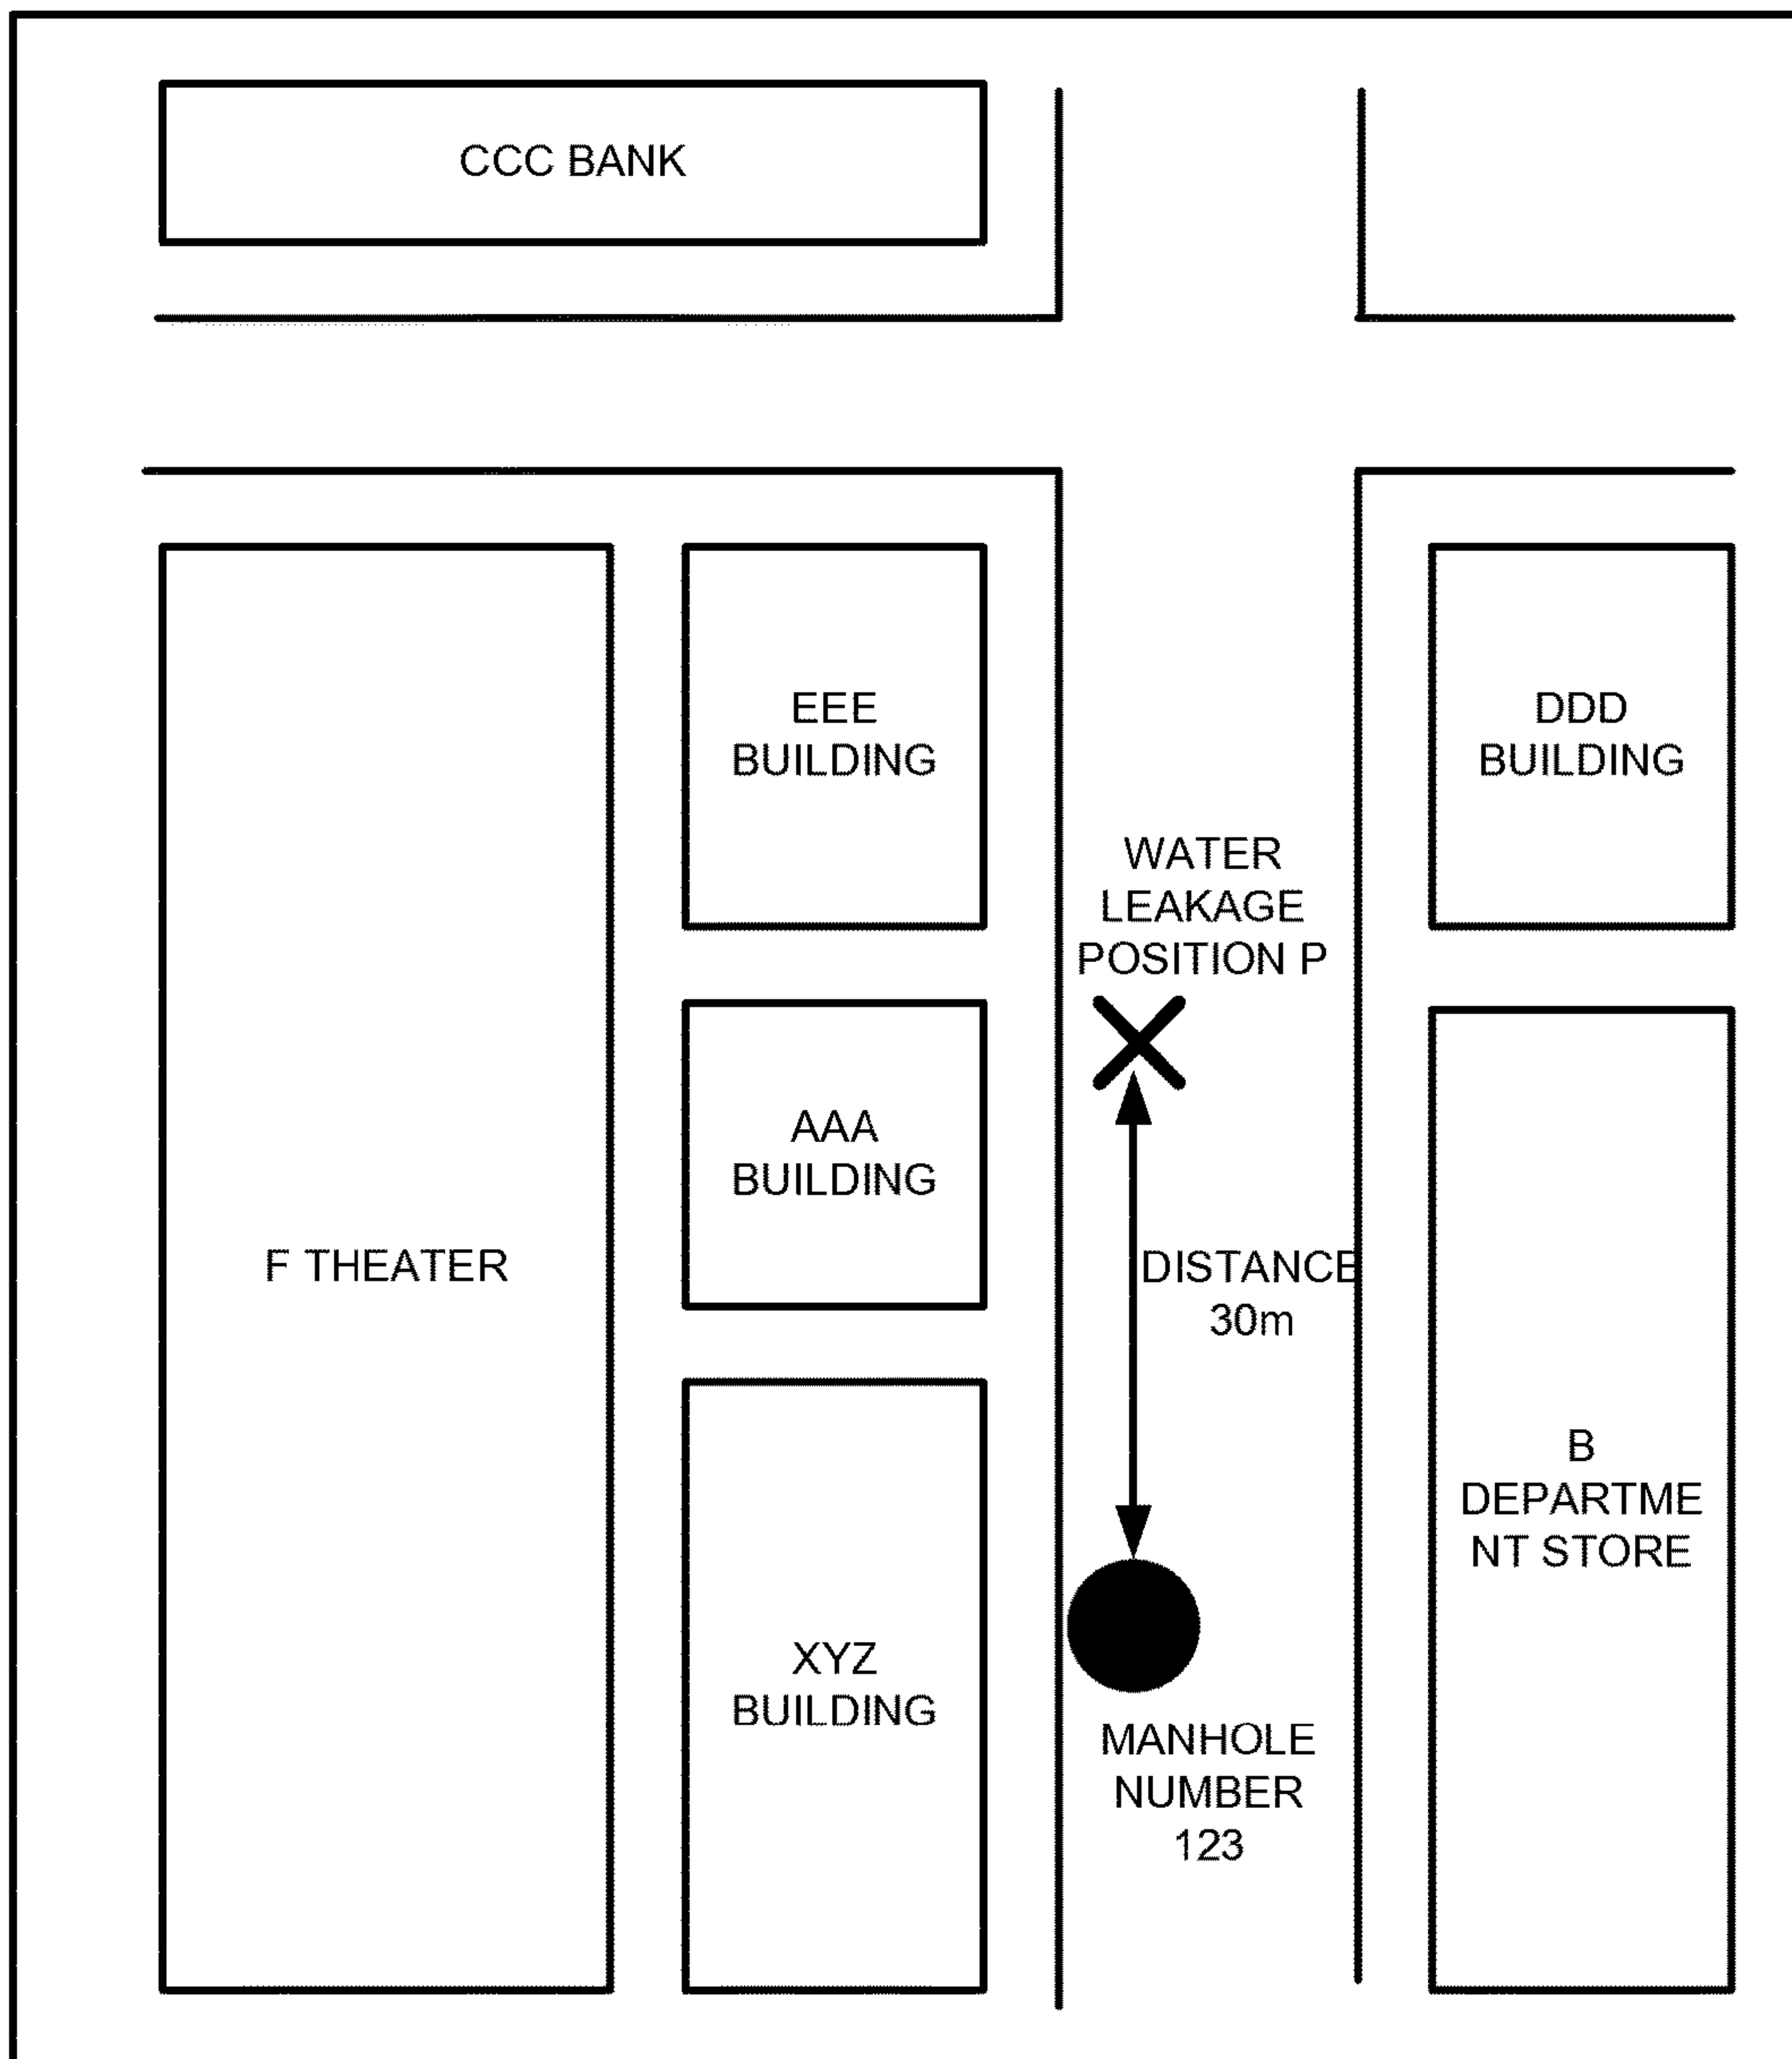 CCC BANK
EEE
BUILDING
DDD
BUILDING
WATER
LEAKAGE
POSITION P
AAA
BUILDING
F THEATER
DISTANCE
30m
B
DEPARTME
NT STORE
XYZ
BUILDING
MANHOLE
NUMBER
123